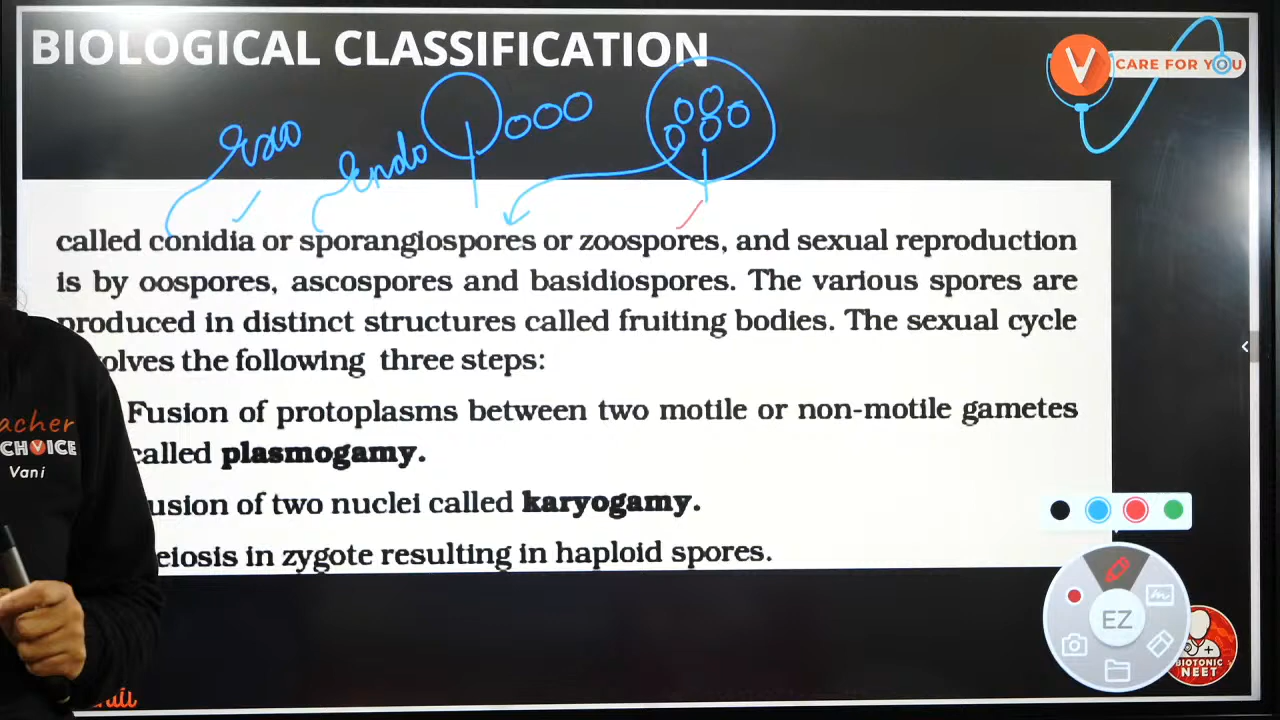 BIOLOGICAL CLASSIFICATION
V CARE FOR YOU
Exo
Endo
called conidia or sporangiospores or zoospores, and sexual reproduction
is by oospores, ascospores and basidiospores. The various spores are
produced in distinct structures called fruiting bodies. The sexual cycle
volves the following three steps:
Fusion of protoplasms between two motile or non-motile gametes
called plasmogamy.
usion of two nuclei called karyogamy.
eiosis in zygote resulting in haploid spores.
acher
CHVICE
Vani
EZ
BIOTONIC
NEET